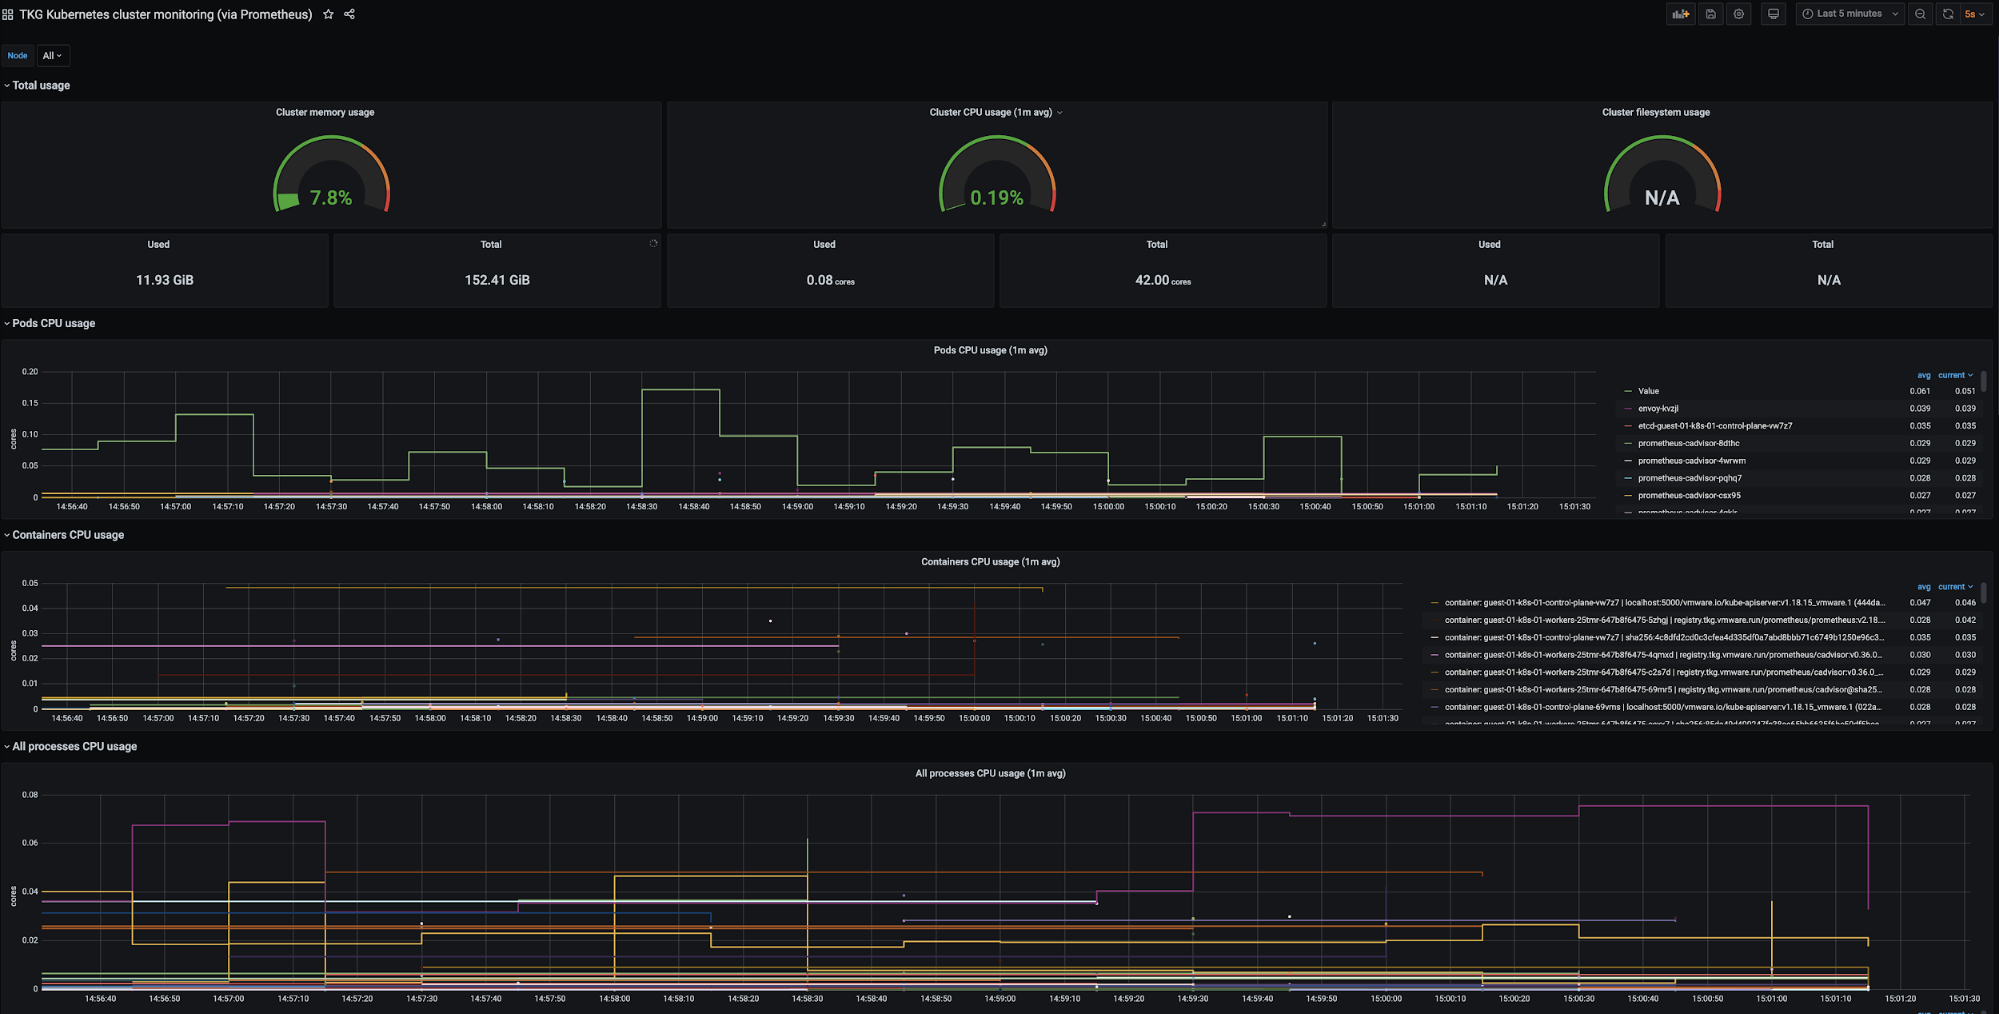 TKG Kubernetes cluster monitoring (via Prometheus)
Last 5 minutes
5s
Node
All
Total usage
Cluster memory usage
Cluster CPU usage (1m avg)
Cluster filesystem usage
7.8%
0.19%
N/A
Used
Total
Used
Total
Used
Total
11.93 GiB
152.41 GiB
0.08 cores
42.00 cores
N/A
N/A
Pods CPU usage
Pods CPU usage (1m avg)
cores
0.20
0.15
0.10
0.05
0
14:56:40 14:56:50 14:57:00 14:57:10 14:57:20 14:57:30 14:57:40 14:57:50 14:58:00 14:58:10 14:58:20 14:58:30 14:58:40 14:58:50 14:59:00 14:59:10 14:59:20 14:59:30 14:59:40 14:59:50 15:00:00 15:00:10 15:00:20 15:00:30 15:00:40 15:00:50 15:01:00 15:01:10 15:01:20 15:01:30
avg current
Value 0.061 0.051
envoy-kvzjl 0.039 0.039
etcd-guest-01-k8s-01-control-plane-vw7z7 0.035 0.035
prometheus-cadvisor-8dthc 0.029 0.029
prometheus-cadvisor-4wrwm 0.029 0.029
prometheus-cadvisor-pqhq7 0.028 0.028
prometheus-cadvisor-csx95 0.027 0.027
Containers CPU usage
Containers CPU usage (1m avg)
cores
0.05
0.04
0.03
0.02
0.01
0
14:56:40 14:56:50 14:57:00 14:57:10 14:57:20 14:57:30 14:57:40 14:57:50 14:58:00 14:58:10 14:58:20 14:58:30 14:58:40 14:58:50 14:59:00 14:59:10 14:59:20 14:59:30 14:59:40 14:59:50 15:00:00 15:00:10 15:00:20 15:00:30 15:00:40 15:00:50 15:01:00 15:01:10 15:01:20 15:01:30
avg current
container: guest-01-k8s-01-control-plane-vw7z7 | localhost:5000/vmware.io/kube-apiserver:v1.18.15_vmware.1 (444da... 0.047 0.046
container: guest-01-k8s-01-workers-25tmr-647b8f6475-5zhgj | registry.tkg.vmware.run/prometheus/prometheus:v2.18.... 0.028 0.042
container: guest-01-k8s-01-control-plane-vw7z7 | sha256:4c8dfd2cd0c3cfea4d335df0a7abd8bbb71c6749b1250e96c3... 0.035 0.035
container: guest-01-k8s-01-workers-25tmr-647b8f6475-4qmxd | registry.tkg.vmware.run/prometheus/cadvisor:v0.36.0... 0.030 0.030
container: guest-01-k8s-01-workers-25tmr-647b8f6475-c2s7d | registry.tkg.vmware.run/prometheus/cadvisor:v0.36.0_... 0.029 0.029
container: guest-01-k8s-01-workers-25tmr-647b8f6475-69mr5 | registry.tkg.vmware.run/prometheus/cadvisor@sha25... 0.028 0.028
container: guest-01-k8s-01-control-plane-69vms | localhost:5000/vmware.io/kube-apiserver:v1.18.15_vmware.1 (022a... 0.028 0.028
All processes CPU usage
All processes CPU usage (1m avg)
cores
0.08
0.06
0.04
0.02
0
14:56:40 14:56:50 14:57:00 14:57:10 14:57:20 14:57:30 14:57:40 14:57:50 14:58:00 14:58:10 14:58:20 14:58:30 14:58:40 14:58:50 14:59:00 14:59:10 14:59:20 14:59:30 14:59:40 14:59:50 15:00:00 15:00:10 15:00:20 15:00:30 15:00:40 15:00:50 15:01:00 15:01:10 15:01:20 15:01:30